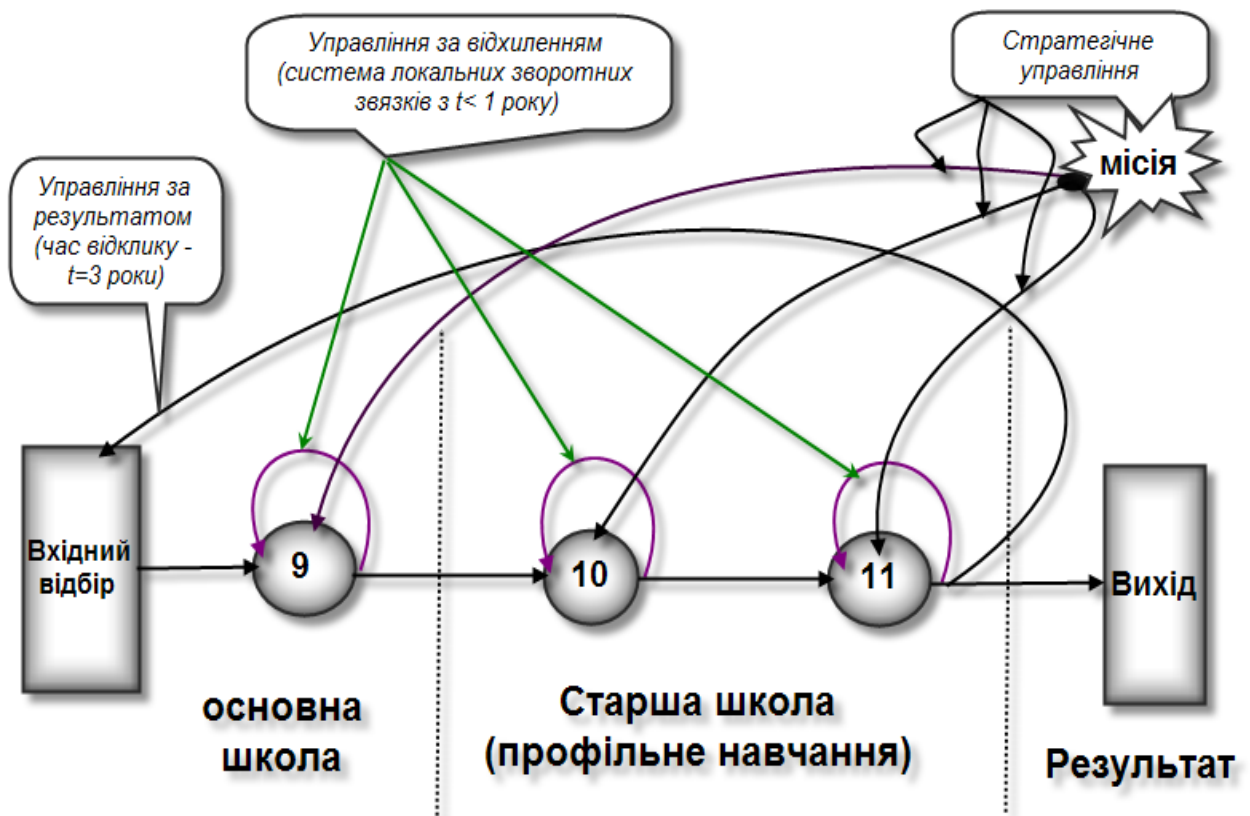 Управління за відхиленням
(система локальних зворотних
звязків з t< 1 року)
Стратегічне
управління
місія
Управління за
результатом
(час відклику -
t=3 роки)
Вхідний
відбір
9
10
11
Вихід
основна
школа
Старша школа
(профільне навчання)
Результат